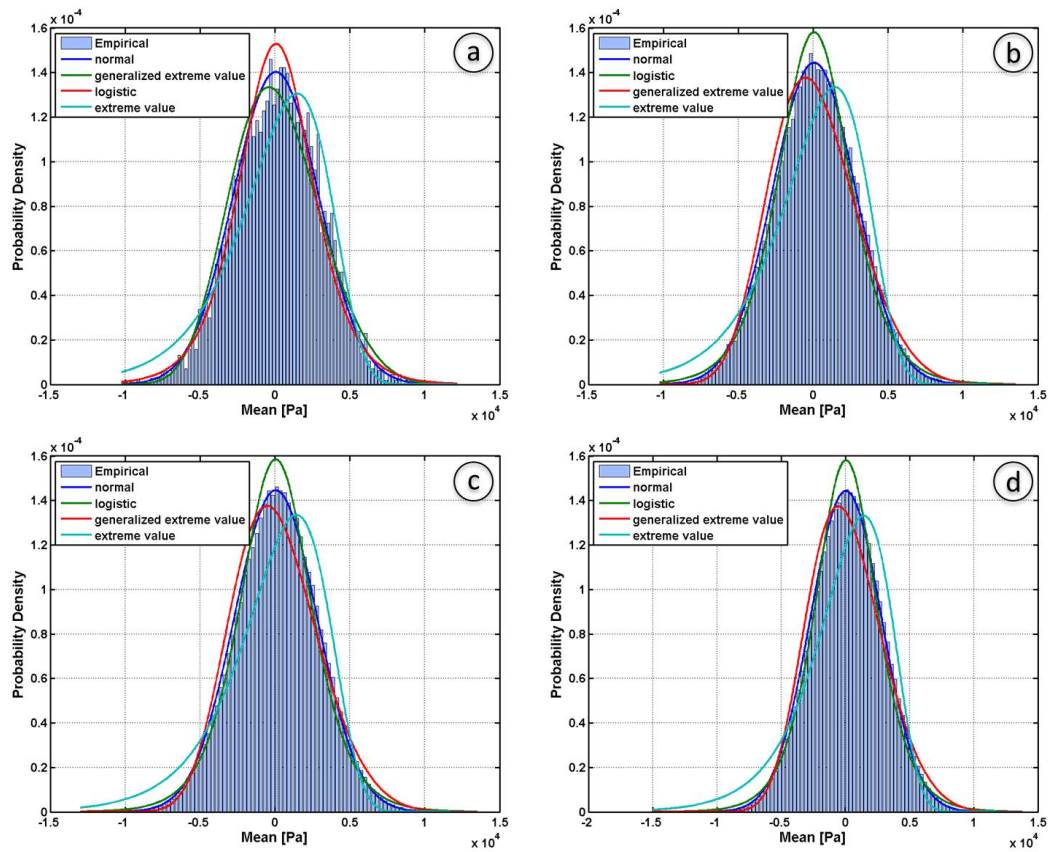 x 10-4
1.6
1.4
1.2
1
0.8
0.6
0.4
0.2
0
Probability Density
Empirical
normal
generalized extreme value
logistic
extreme value
a
-1.5 -1 -0.5 0 0.5 1 1.5
Mean [Pa]
x 10 4
x 10-4
1.6
1.4
1.2
1
0.8
0.6
0.4
0.2
0
Probability Density
Empirical
normal
logistic
generalized extreme value
extreme value
b
-1.5 -1 -0.5 0 0.5 1 1.5
Mean [Pa]
x 10 4
x 10-4
1.6
1.4
1.2
1
0.8
0.6
0.4
0.2
0
Probability Density
Empirical
normal
logistic
generalized extreme value
extreme value
c
-1.5 -1 -0.5 0 0.5 1 1.5
Mean [Pa]
x 10 4
x 10-4
1.6
1.4
1.2
1
0.8
0.6
0.4
0.2
0
Probability Density
Empirical
normal
logistic
generalized extreme value
extreme value
d
-2 -1.5 -1 -0.5 0 0.5 1 1.5
Mean [Pa]
x 10 4